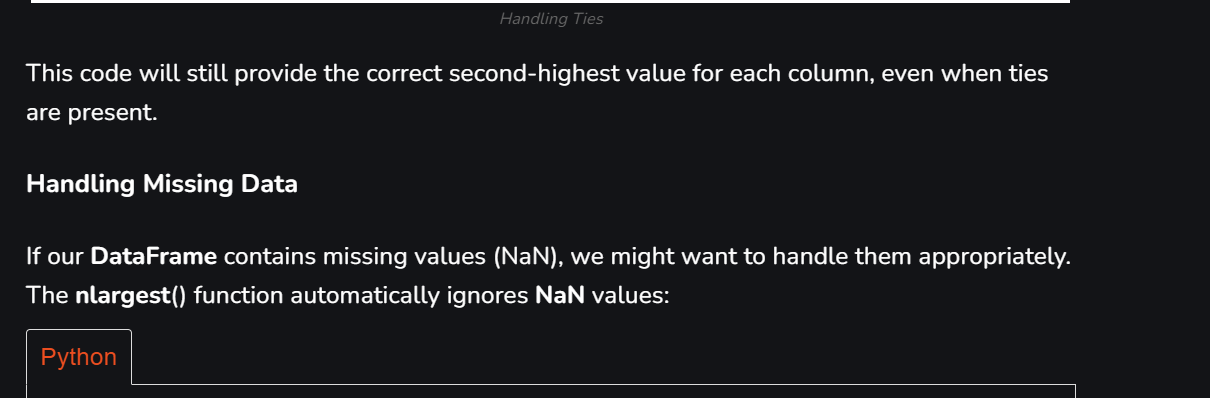 Handling Ties
This code will still provide the correct second-highest value for each column, even when ties
are present.
Handling Missing Data
If our DataFrame contains missing values (NaN), we might want to handle them appropriately.
The nlargest() function automatically ignores NaN values:
Python